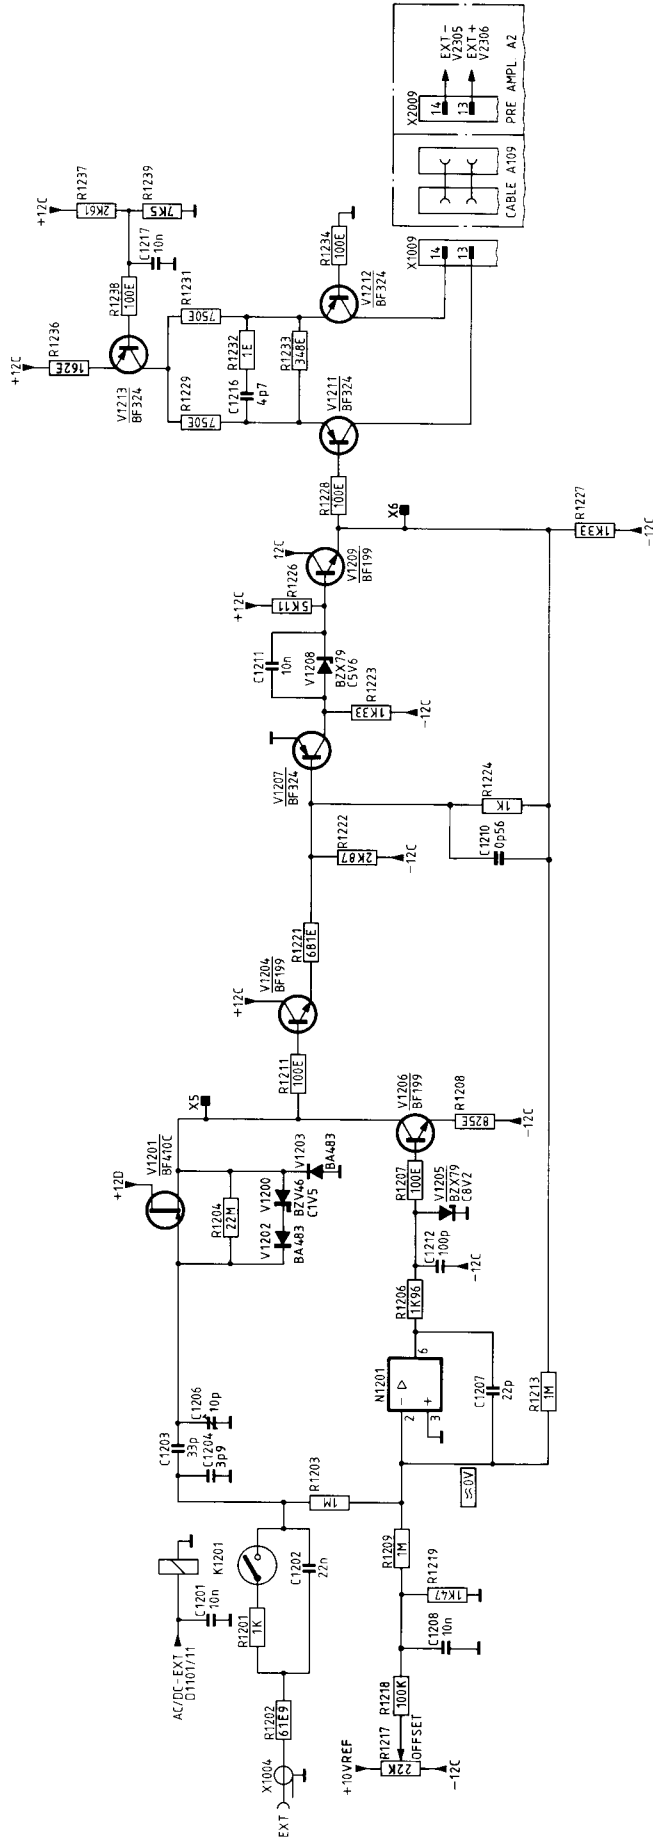 EXT
X1004
R1202
61E9
AC/DC-EXT
D1101/11
C1201
10n
K1201
R1201
1K
C1202
22n
R1203
1M
+10VREF
R1217
22K
OFFSET
-12C
R1218
100K
C1208
10n
R1219
1K47
R1209
1M
≈0V
C1203
33p
C1204
3p9
C1206
10p
N1201
2
-
3
+
6
C1207
22p
R1213
1M
+12D
V1201
BF410C
R1204
22M
V1202
BA483
V1200
BZV46
C1V5
V1203
BA483
X5
R1206
1K96
C1212
100p
-12C
V1205
BZX79
C8V2
R1207
100E
V1206
BF199
R1208
825E
-12C
R1211
100E
+12C
V1204
BF199
R1221
681E
R1222
2K87
-12C
V1207
BF324
C1210
0p56
R1224
1K
R1223
1K33
-12C
C1211
10n
V1208
BZX79
C5V6
+12C
R1226
5K11
12C
V1209
BF199
X6
R1227
1K33
-12C
R1228
100E
V1211
BF324
+12C
R1236
162E
V1213
BF324
R1238
100E
+12C
R1237
2K61
R1239
7K5
C1217
10n
R1229
750E
R1231
750E
C1216
4p7
R1232
1E
R1233
348E
V1212
BF324
R1234
100E
X1009
14
13
CABLE A109
X2009
14
13
EXT-
V2305
EXT+
V2306
PRE AMPL. A2